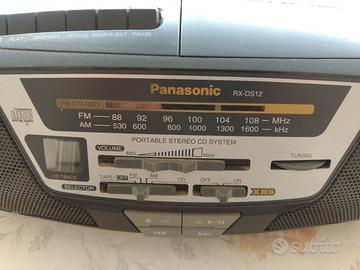 PLAY REW/REV FF/CUE STOP/EJECT PAUSE
Panasonic RX-DS12
FM STEREO
FM 88 92 96 100 104 108 MHz
AM 530 600 800 1000 1300 1600 kHz
PORTABLE STEREO CD SYSTEM
VOLUME MIN MAX
TUNING
CD TRACK
TAPE/OFF FM AM CD OFF ON
SELECTOR
XBS
subito